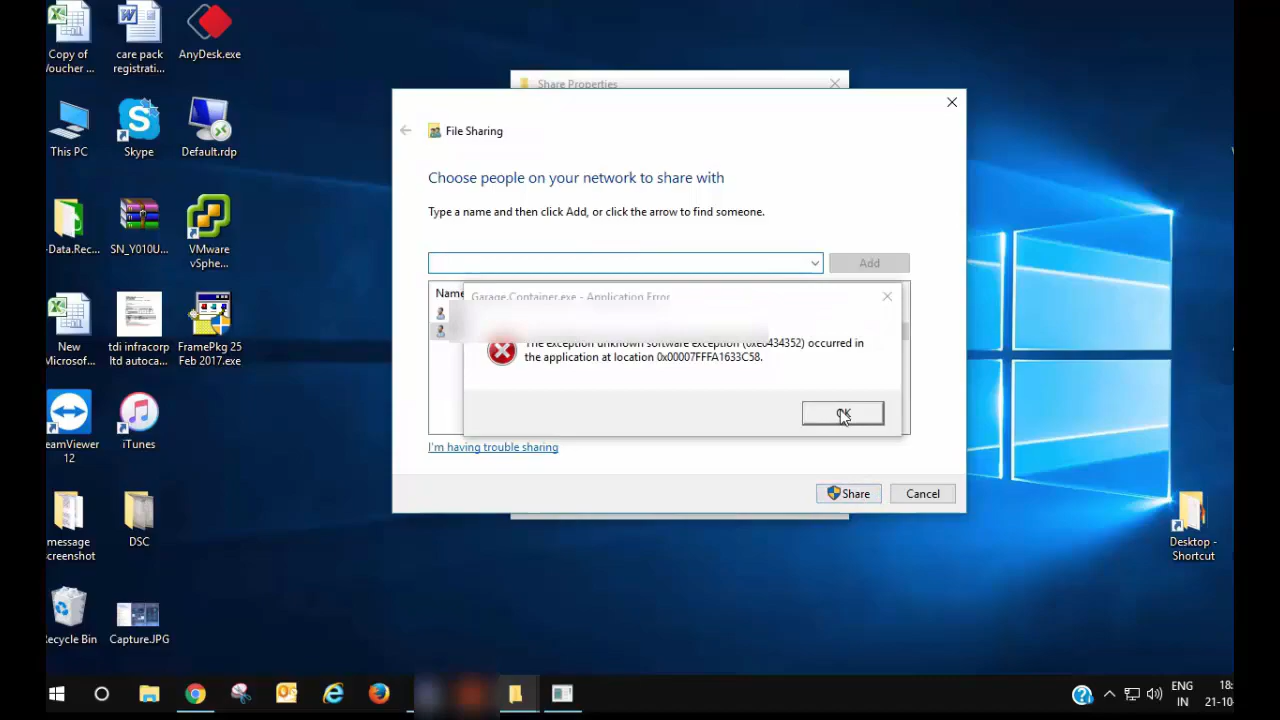 Copy of
Voucher ...
care pack
registrati...
AnyDesk.exe
This PC
Skype
Default.rdp
-Data.Rec...
SN_Y010U...
VMware
vSphe...
New
Microsof...
tdi infracorp
ltd autoca...
FramePkg 25
Feb 2017.exe
eamViewer
12
iTunes
message
screenshot
DSC
Recycle Bin
Capture.JPG
Share Properties
File Sharing
Choose people on your network to share with
Type a name and then click Add, or click the arrow to find someone.
Add
Name
Garage.Container.exe - Application Error
The exception unknown software exception (0xe0434352) occurred in
the application at location 0x00007FFFA1633C58.
OK
I'm having trouble sharing
Share
Cancel
Desktop -
Shortcut
ENG
IN
18:
21-10-